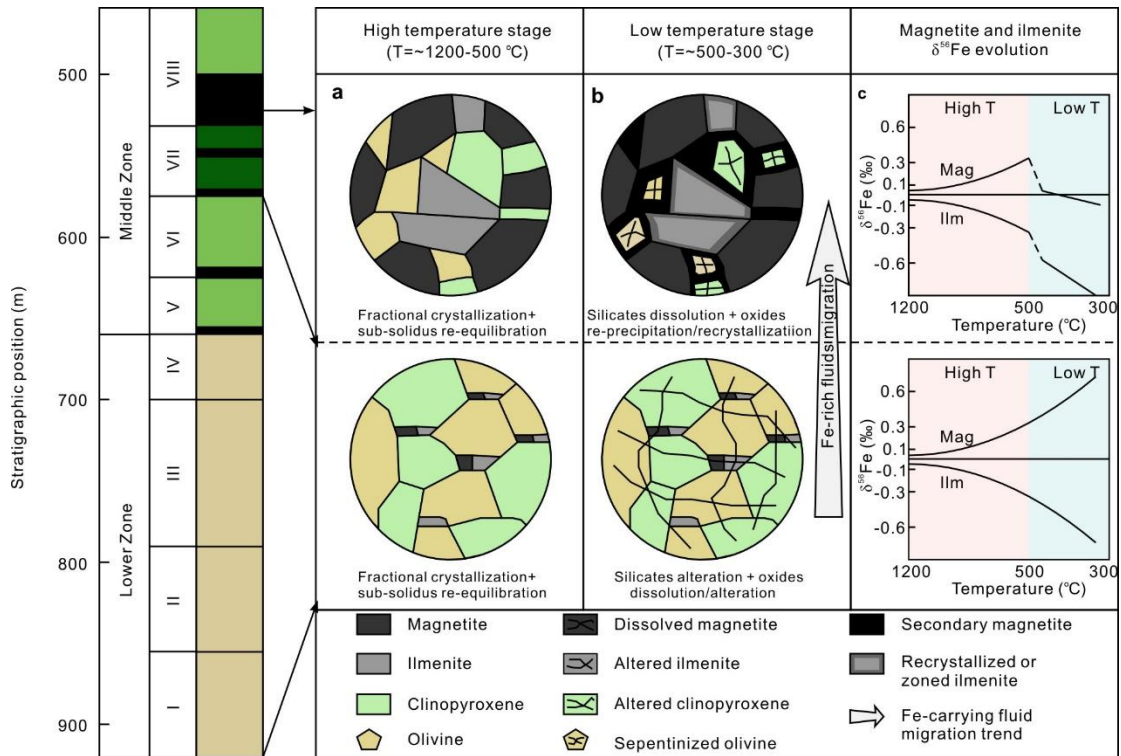 High temperature stage
(T=~1200-500 ℃)
Low temperature stage
(T=~500-300 ℃)
Magnetite and ilmenite
δ⁵⁶Fe evolution
Stratigraphic position (m)
500
600
700
800
900
Middle Zone
Lower Zone
VIII
VII
VI
V
IV
III
II
I
a
Fractional crystallization+
sub-solidus re-equilibration
b
Silicates dissolution + oxides
re-precipitation/recrystallizatiion
Fe-rich fluidsmigration
c
High T
Low T
δ⁵⁶Fe (‰)
0.6
0.3
0.1
-0.1
-0.3
-0.6
Mag
Ilm
1200
500
300
Temperature (℃)
Fractional crystallization+
sub-solidus re-equilibration
Silicates alteration + oxides
dissolution/alteration
High T
Low T
δ⁵⁶Fe (‰)
0.6
0.3
0.1
-0.1
-0.3
-0.6
Mag
Ilm
1200
500
300
Temperature (℃)
Magnetite
Ilmenite
Clinopyroxene
Olivine
Dissolved magnetite
Altered ilmenite
Altered clinopyroxene
Sepentinized olivine
Secondary magnetite
Recrystallized or
zoned ilmenite
Fe-carrying fluid
migration trend